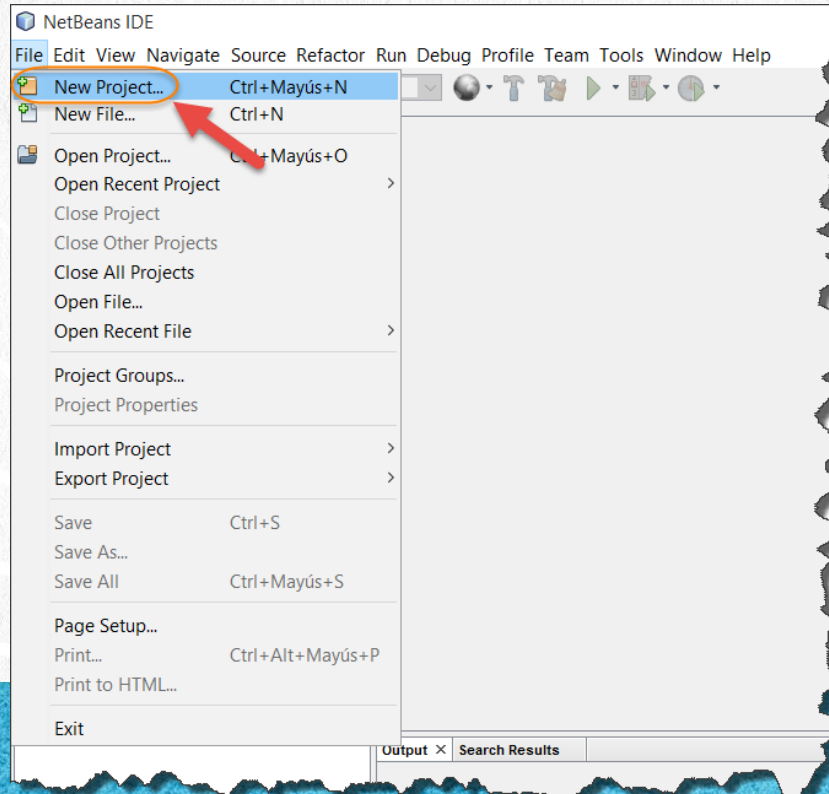 NetBeans IDE
File Edit View Navigate Source Refactor Run Debug Profile Team Tools Window Help
New Project... Ctrl+Mayús+N
New File... Ctrl+N
Open Project... Ctrl+Mayús+O
Open Recent Project
Close Project
Close Other Projects
Close All Projects
Open File...
Open Recent File
Project Groups...
Project Properties
Import Project
Export Project
Save Ctrl+S
Save As...
Save All Ctrl+Mayús+S
Page Setup...
Print... Ctrl+Alt+Mayús+P
Print to HTML...
Exit
Output × Search Results